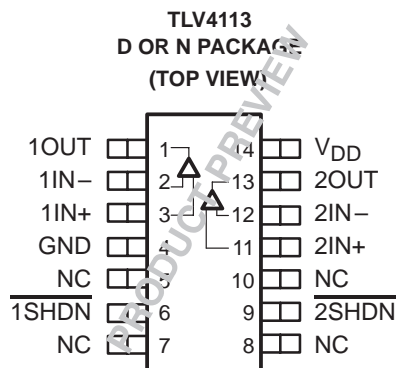 TLV4113
D OR N PACKAGE
(TOP VIEW)
1OUT 1 14 VDD
1IN− 2 13 2OUT
1IN+ 3 12 2IN−
GND 4 11 2IN+
NC 5 10 NC
1SHDN 6 9 2SHDN
NC 7 8 NC
PRODUCT PREVIEW